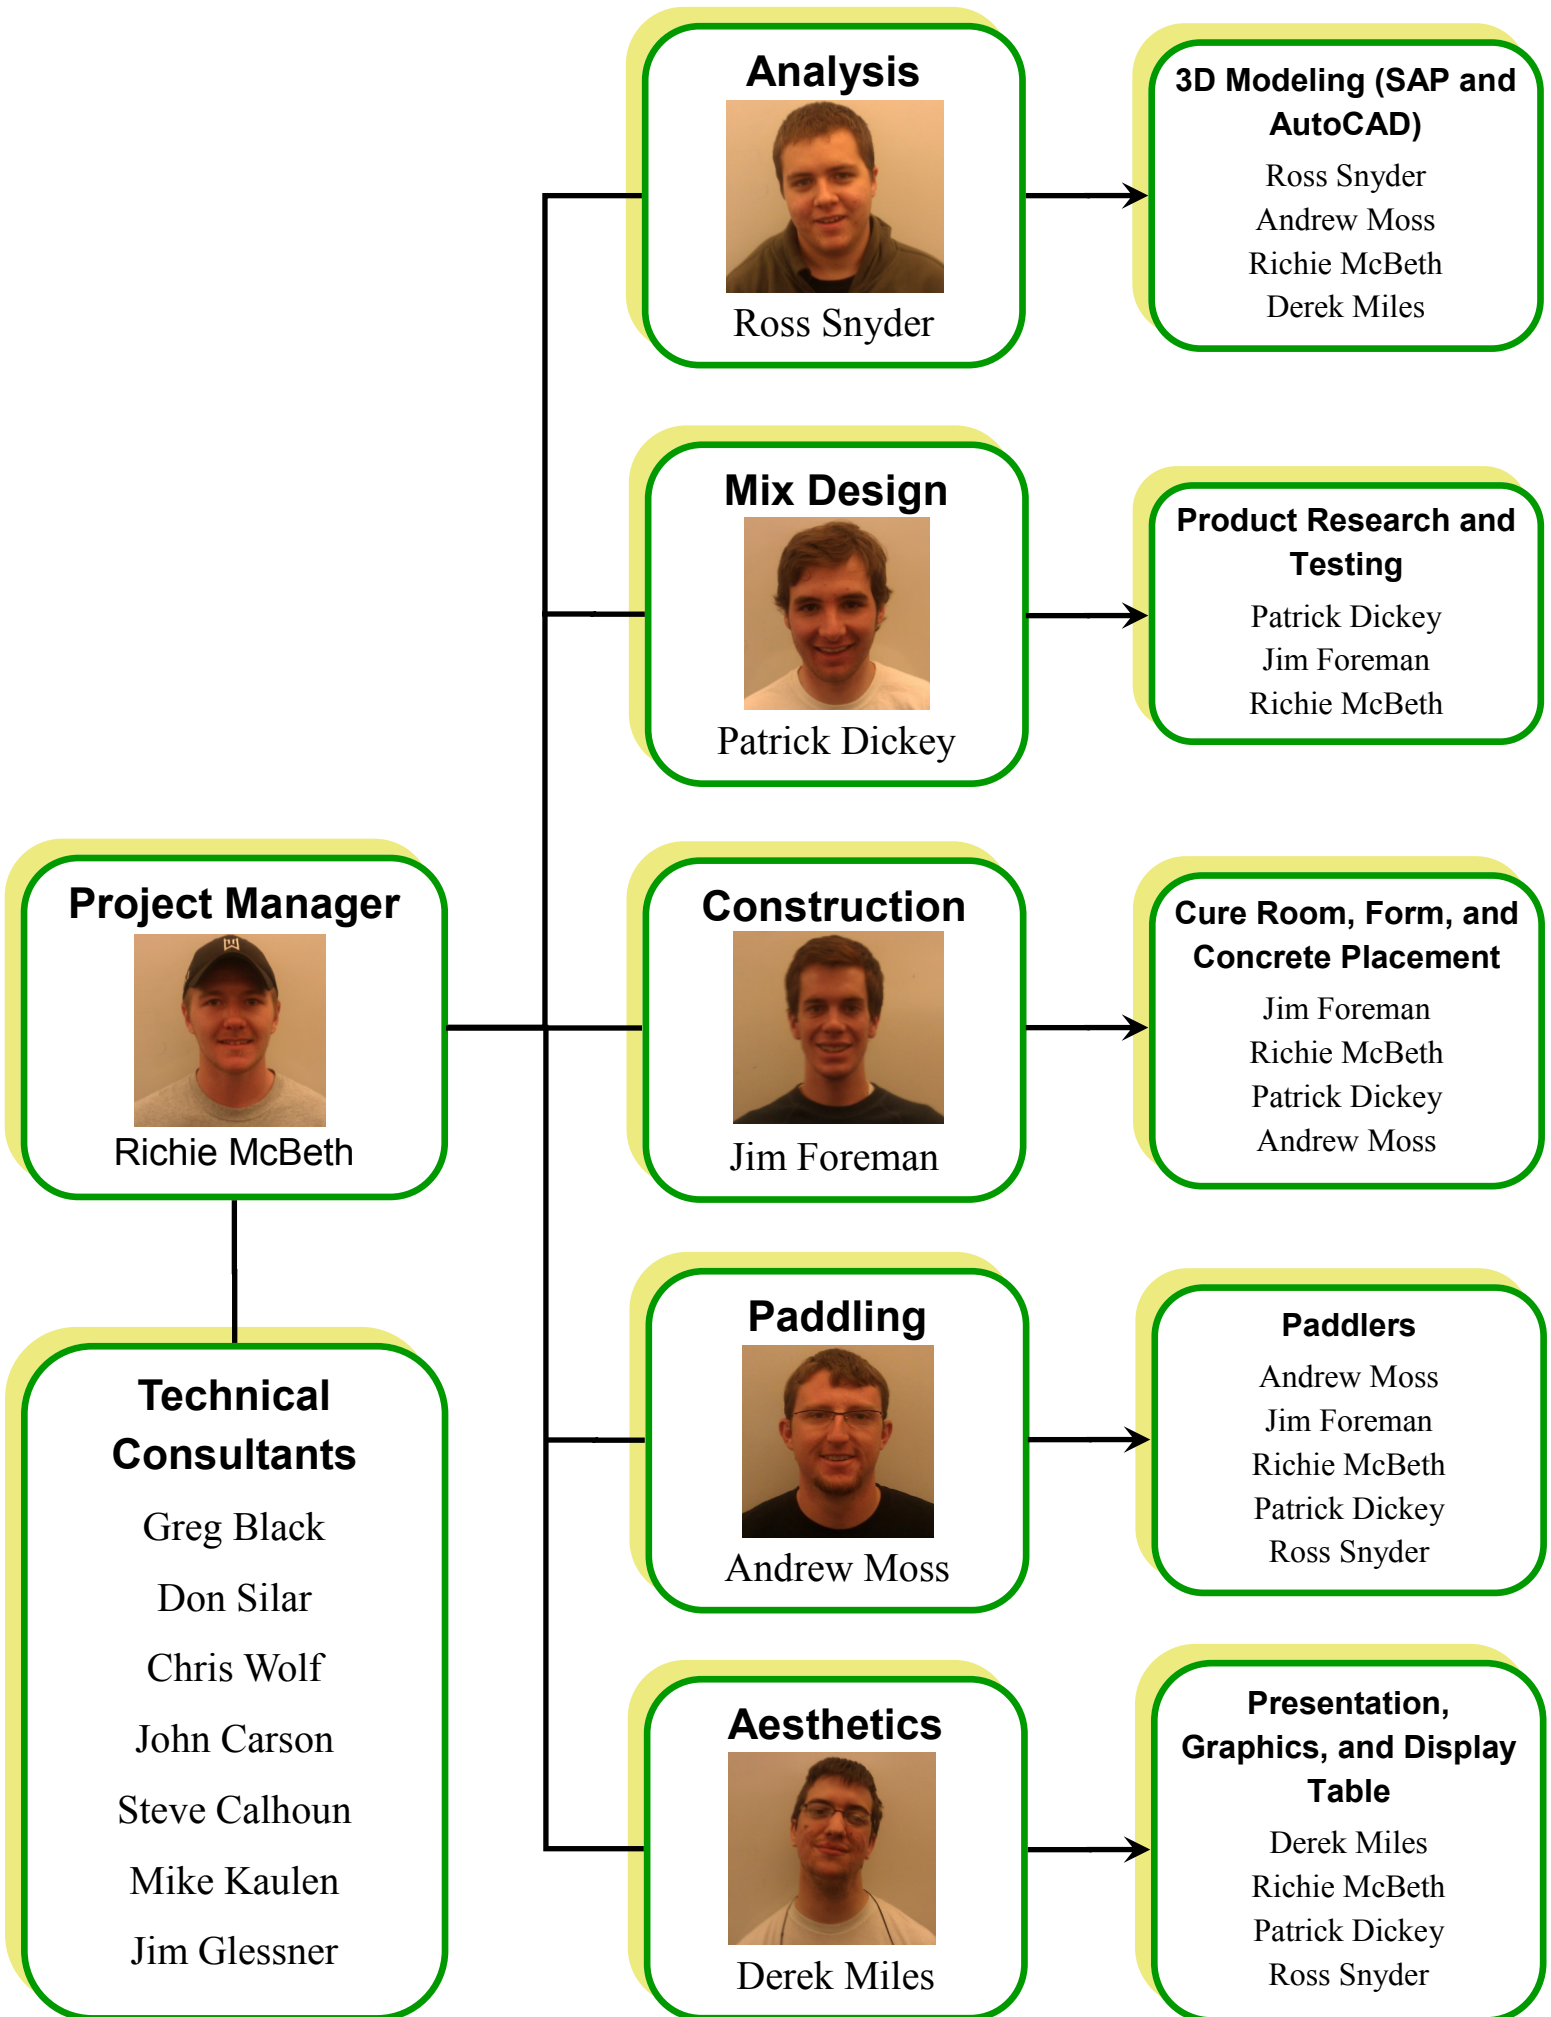 Analysis
Ross Snyder
3D Modeling (SAP and
AutoCAD)
Ross Snyder
Andrew Moss
Richie McBeth
Derek Miles
Mix Design
Patrick Dickey
Product Research and
Testing
Patrick Dickey
Jim Foreman
Richie McBeth
Project Manager
Richie McBeth
Construction
Jim Foreman
Cure Room, Form, and
Concrete Placement
Jim Foreman
Richie McBeth
Patrick Dickey
Andrew Moss
Technical
Consultants
Greg Black
Don Silar
Chris Wolf
John Carson
Steve Calhoun
Mike Kaulen
Jim Glessner
Paddling
Andrew Moss
Paddlers
Andrew Moss
Jim Foreman
Richie McBeth
Patrick Dickey
Ross Snyder
Aesthetics
Derek Miles
Presentation,
Graphics, and Display
Table
Derek Miles
Richie McBeth
Patrick Dickey
Ross Snyder